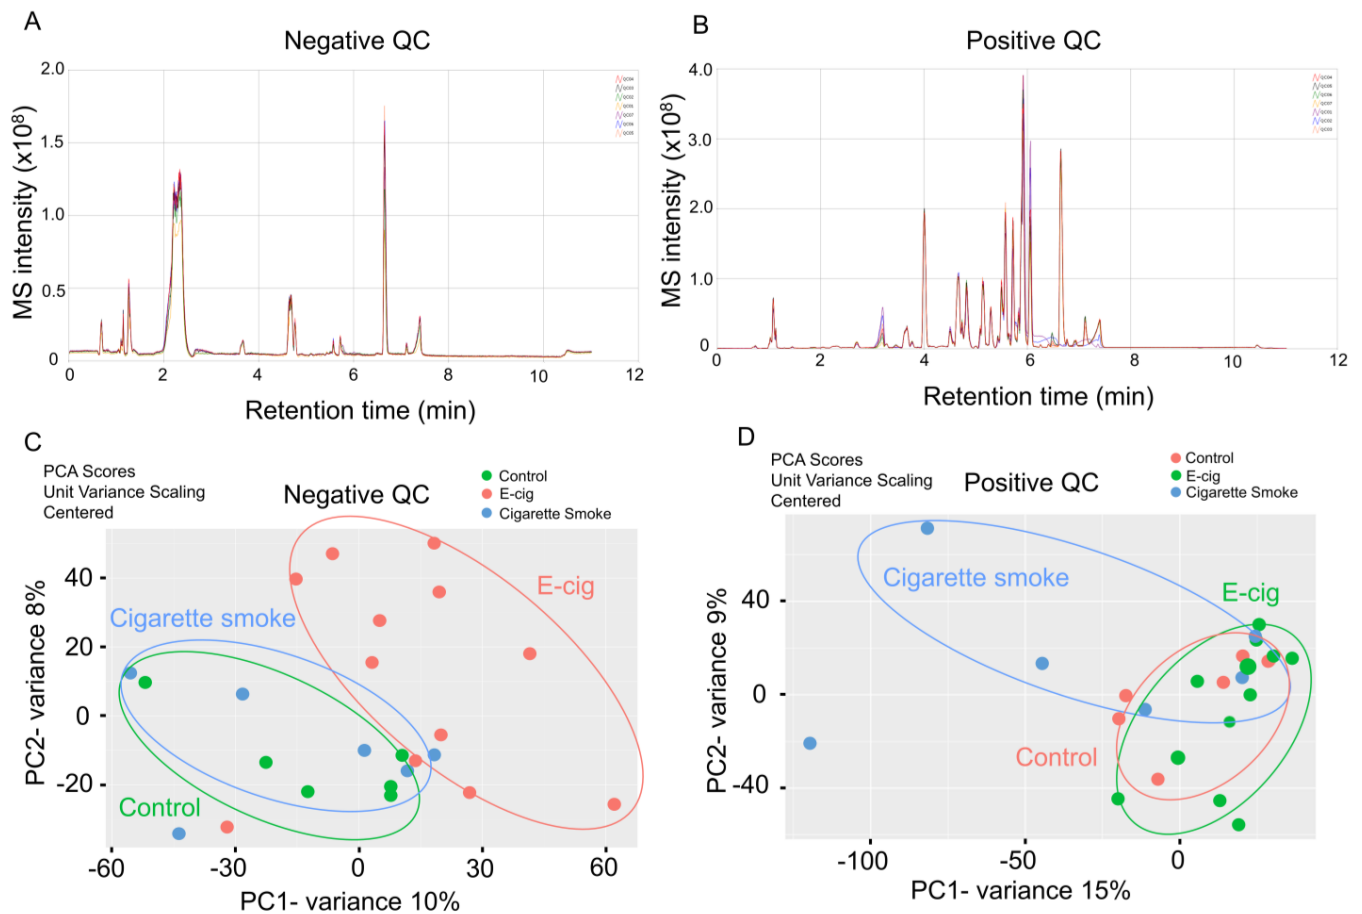 A
Negative QC
2.0
1.5
1.0
0.5
0
MS intensity (x10⁸)
0 2 4 6 8 10 12
Retention time (min)
B
Positive QC
4.0
3.0
2.0
1.0
0
MS intensity (x10⁸)
0 2 4 6 8 10 12
Retention time (min)
C
PCA Scores
Unit Variance Scaling
Centered
Negative QC
Control
E-cig
Cigarette Smoke
E-cig
Cigarette smoke
Control
40
20
0
-20
PC2- variance 8%
-60 -30 0 30 60
PC1- variance 10%
D
PCA Scores
Unit Variance Scaling
Centered
Positive QC
Control
E-cig
Cigarette Smoke
Cigarette smoke
E-cig
Control
40
0
-40
PC2- variance 9%
-100 -50 0
PC1- variance 15%